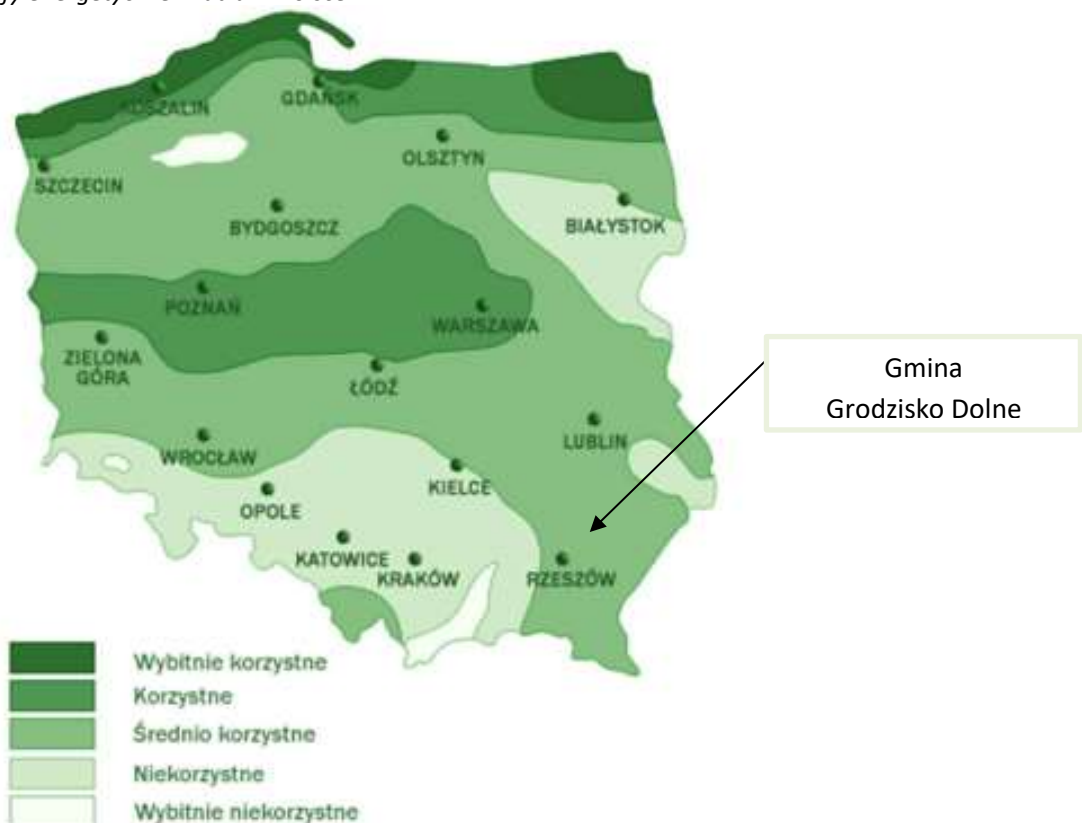 KOSZALIN
GDAŃSK
OLSZTYN
SZCZECIN
BYDGOSZCZ
BIAŁYSTOK
POZNAŃ
WARSZAWA
ZIELONA
GÓRA
ŁÓDŹ
Gmina
Grodzisko Dolne
LUBLIN
WROCŁAW
KIELCE
OPOLE
KATOWICE
KRAKÓW
RZESZÓW
Wybitnie korzystne
Korzystne
Średnio korzystne
Niekorzystne
Wybitnie niekorzystne